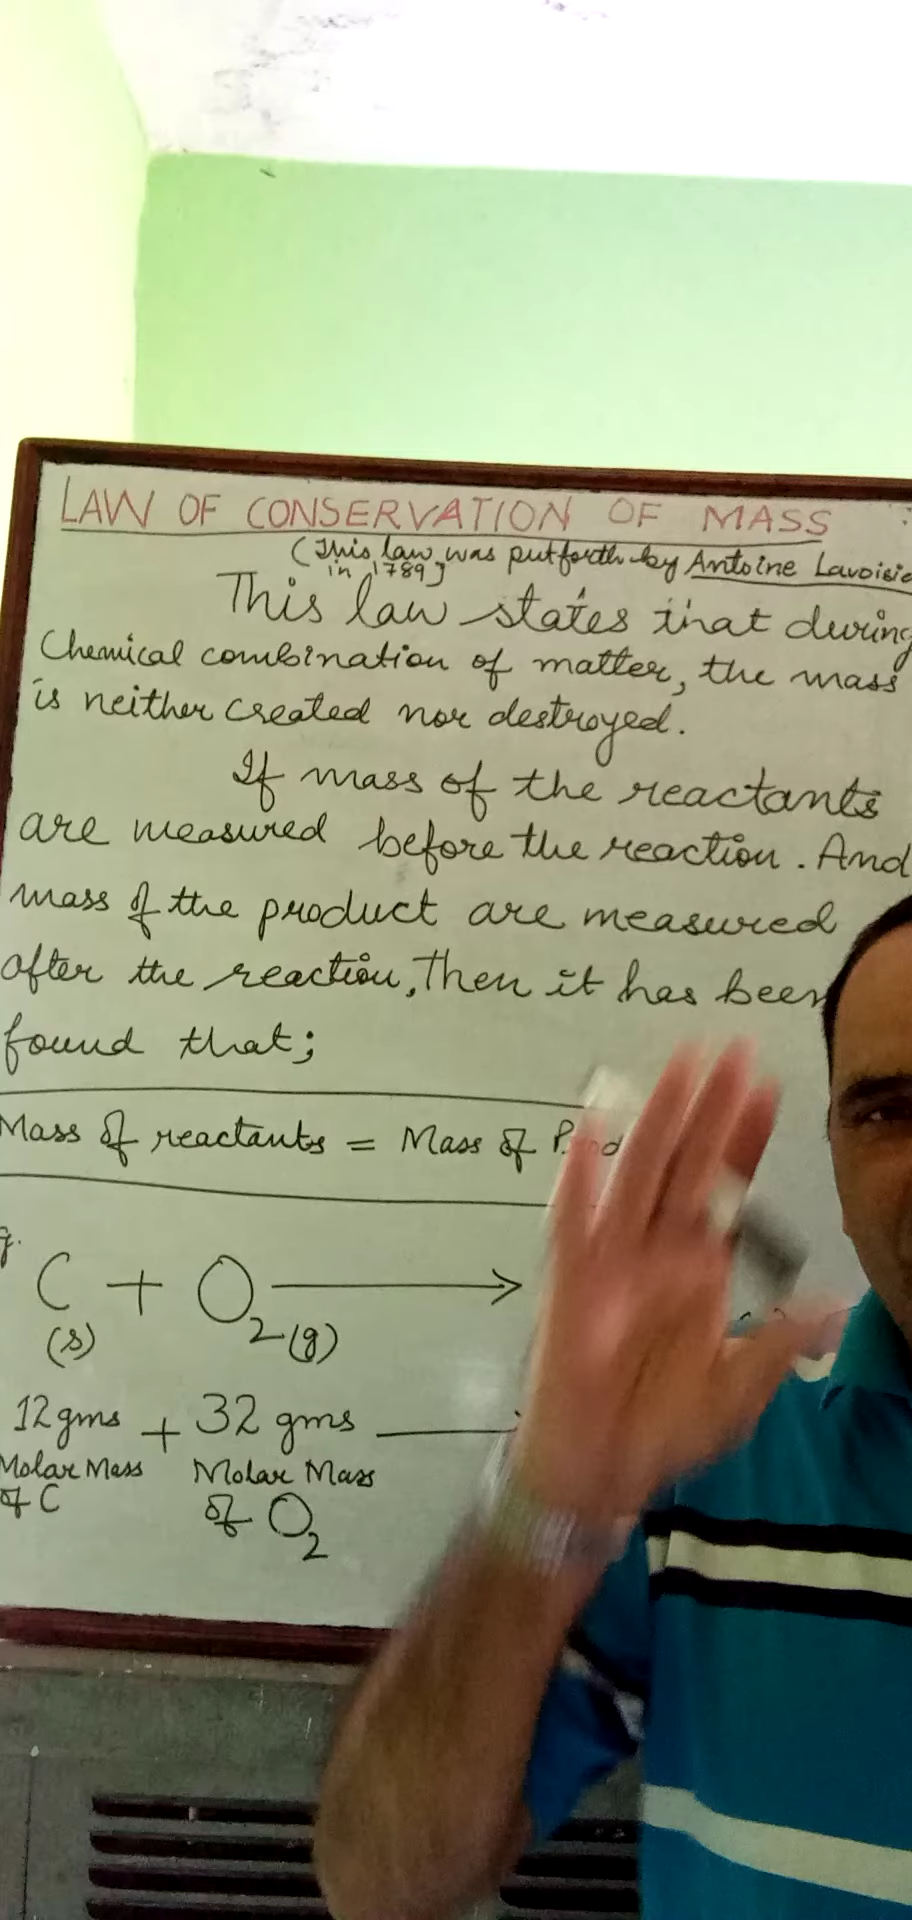 LAW OF CONSERVATION OF MASS
(This law was put forth by Antoine Lavoisie
in 1789)
This law states that during
Chemical combination of matter, the mass
is neither created nor destroyed.
If mass of the reactants
are measured before the reaction. And
mass of the product are measured
after the reaction, Then it has been
found that;
Mass of reactants = Mass of Prod
g.
C + O2 →
(s) (g)
12 gms + 32 gms
Molar Mass Molar Mass
of C of O2